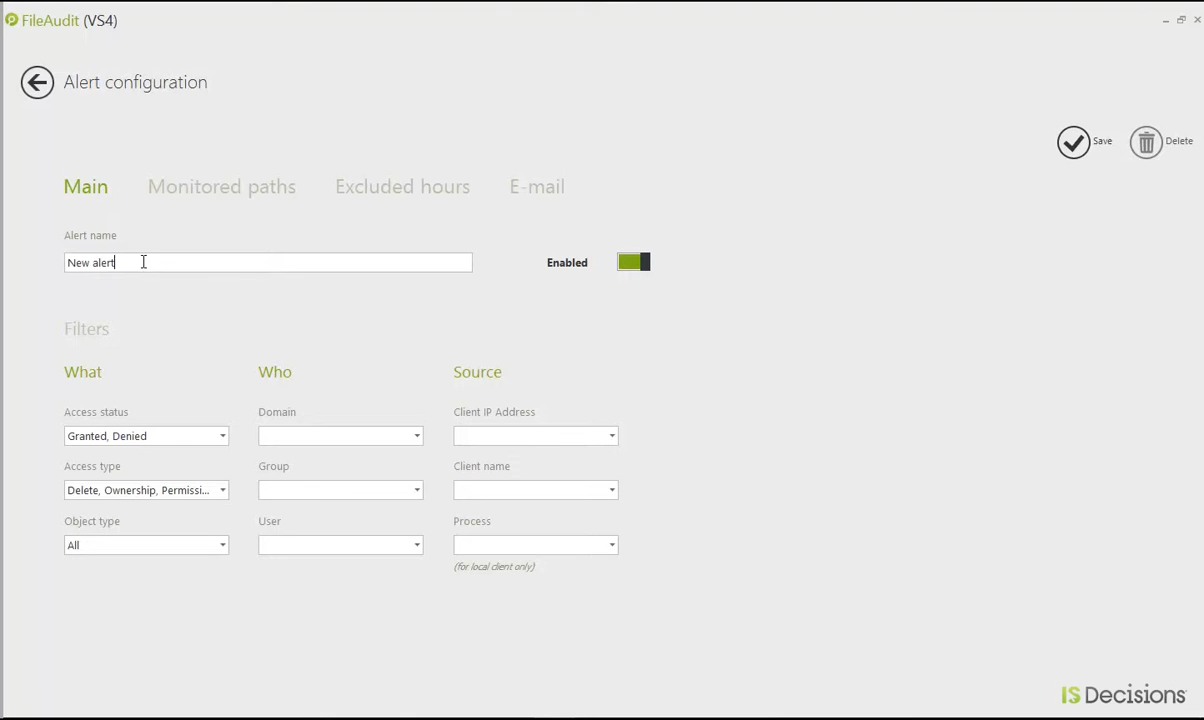 FileAudit (VS4)
Alert configuration
Save Delete
Main Monitored paths Excluded hours E-mail
Alert name
New alert Enabled
Filters
What Who Source
Access status Domain Client IP Address
Granted, Denied
Access type Group Client name
Delete, Ownership, Permissi...
Object type User Process
All
(for local client only)
IS Decisions